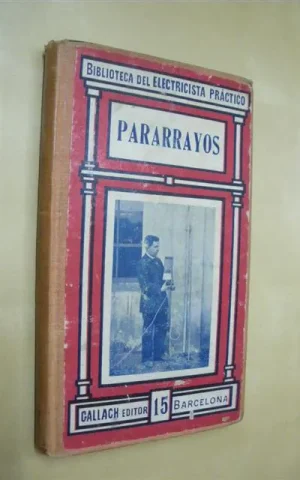 BIBLIOTECA DEL ELECTRICISTA PRÁCTICO
PARARRAYOS
GALLACH EDITOR 15 BARCELONA